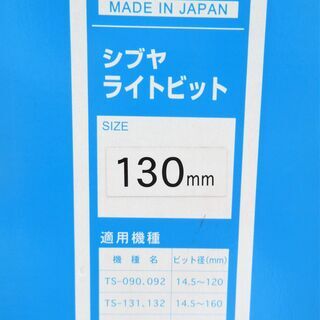 MADE IN JAPAN
シブヤ
ライトビット
SIZE
130mm
適用機種
機種名 ビット径(mm)
TS-090,092 14.5～120
TS-131,132 14.5～160